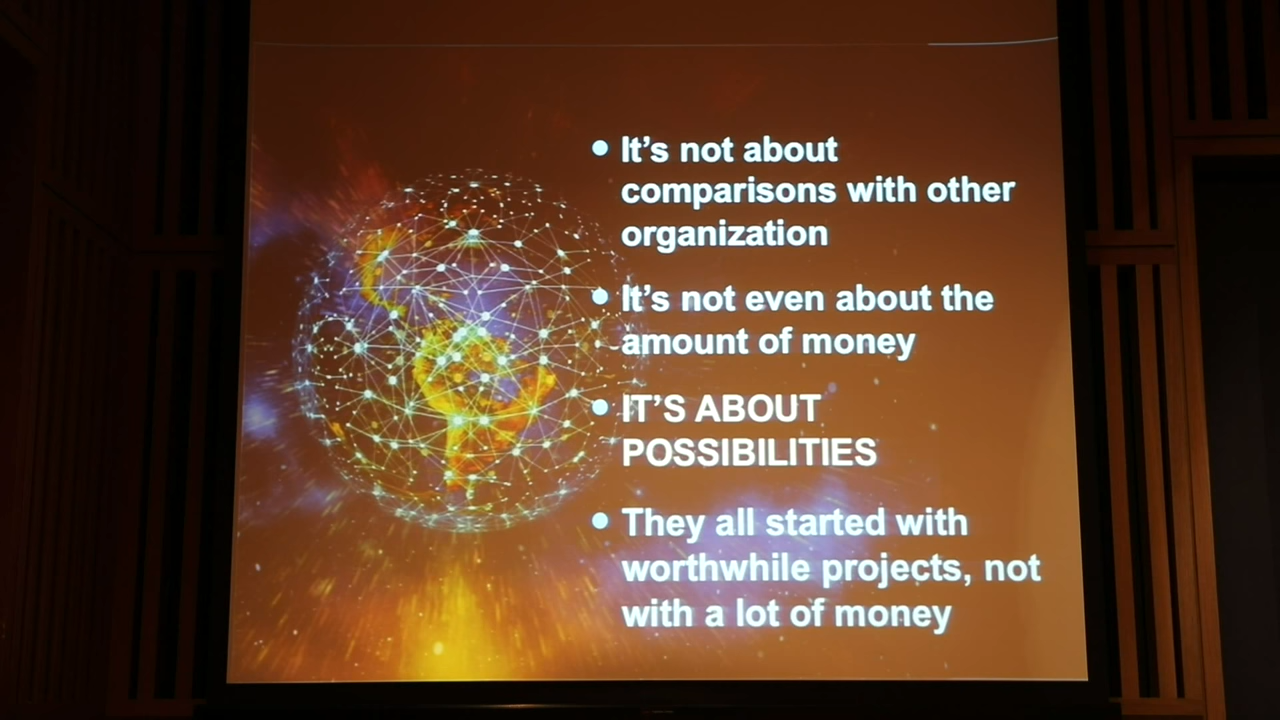 • It's not about
comparisons with other
organization
• It's not even about the
amount of money
• IT'S ABOUT
POSSIBILITIES
• They all started with
worthwhile projects, not
with a lot of money